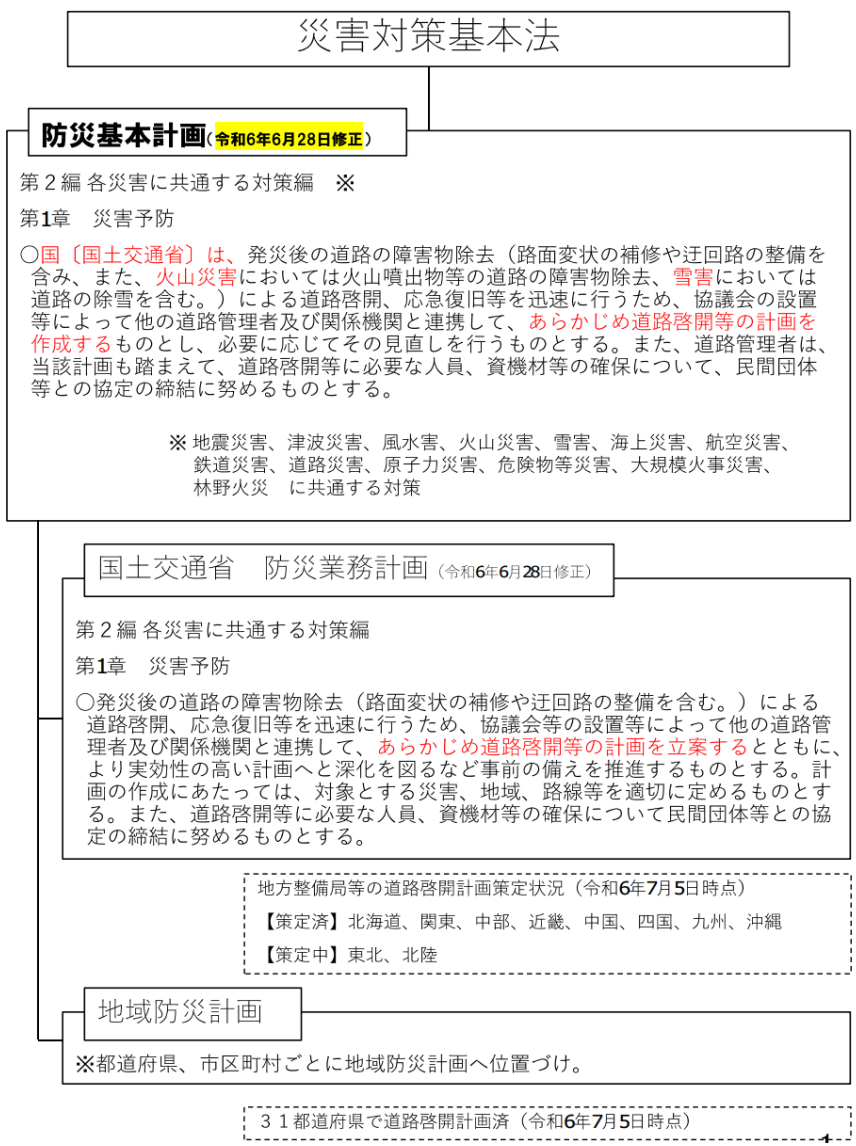 災害対策基本法
防災基本計画(令和6年6月28日修正)
第２編 各災害に共通する対策編　※
第1章　災害予防
○国〔国土交通省〕は、発災後の道路の障害物除去（路面変状の補修や迂回路の整備を
含み、また、火山災害においては火山噴出物等の道路の障害物除去、雪害においては
道路の除雪を含む。）による道路啓開、応急復旧等を迅速に行うため、協議会の設置
等によって他の道路管理者及び関係機関と連携して、あらかじめ道路啓開等の計画を
作成するものとし、必要に応じてその見直しを行うものとする。また、道路管理者は、
当該計画も踏まえて、道路啓開等に必要な人員、資機材等の確保について、民間団体
等との協定の締結に努めるものとする。
※ 地震災害、津波災害、風水害、火山災害、雪害、海上災害、航空災害、
鉄道災害、道路災害、原子力災害、危険物等災害、大規模火事災害、
林野火災　に共通する対策
国土交通省　防災業務計画（令和6年6月28日修正）
第２編 各災害に共通する対策編
第1章　災害予防
○発災後の道路の障害物除去（路面変状の補修や迂回路の整備を含む。）による
道路啓開、応急復旧等を迅速に行うため、協議会等の設置等によって他の道路管
理者及び関係機関と連携して、あらかじめ道路啓開等の計画を立案するとともに、
より実効性の高い計画へと深化を図るなど事前の備えを推進するものとする。計
画の作成にあたっては、対象とする災害、地域、路線等を適切に定めるものとす
る。また、道路啓開等に必要な人員、資機材等の確保について民間団体等との協
定の締結に努めるものとする。
地方整備局等の道路啓開計画策定状況（令和6年7月5日時点）
【策定済】北海道、関東、中部、近畿、中国、四国、九州、沖縄
【策定中】東北、北陸
地域防災計画
※都道府県、市区町村ごとに地域防災計画へ位置づけ。
３１都道府県で道路啓開計画済（令和6年7月5日時点）
1